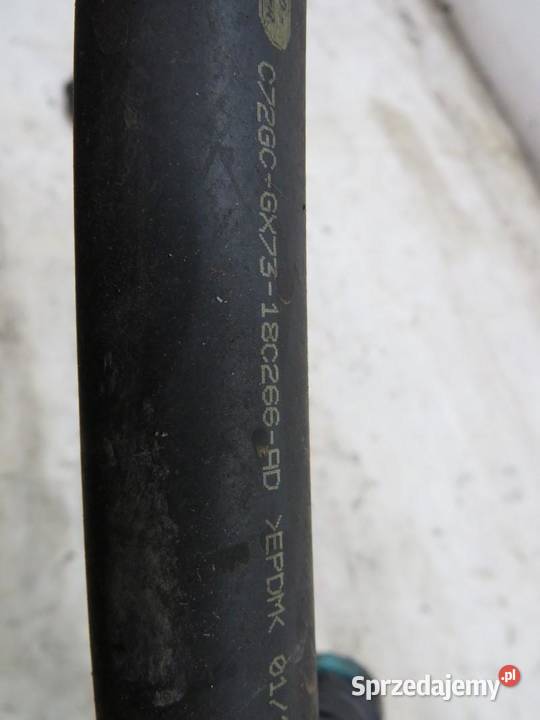 C72GC-GX73-18C266-AD >EPDM< 01/
Sprzedajemy.pl